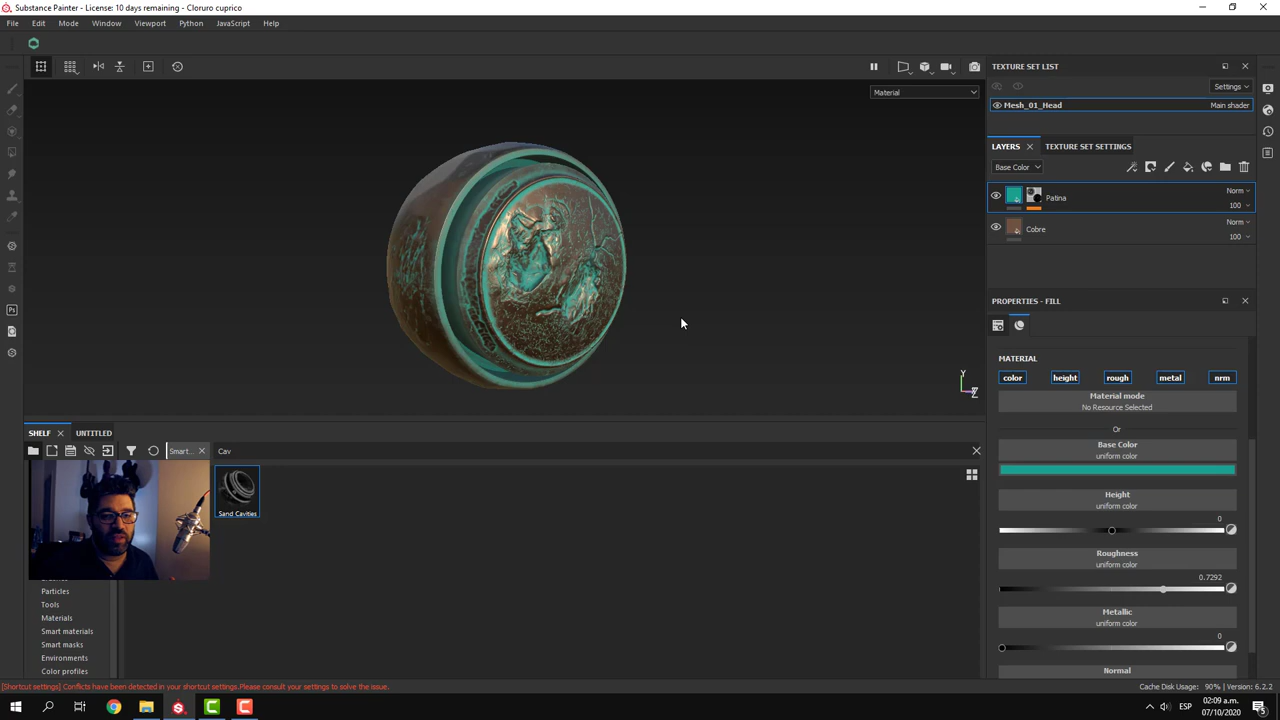 Substance Painter - License: 10 days remaining - Cloruro cuprico
File Edit Mode Window Viewport Python JavaScript Help
Material
TEXTURE SET LIST
Settings
Mesh_01_Head Main shader
LAYERS TEXTURE SET SETTINGS
Base Color
Patina Norm 100
Cobre Norm 100
PROPERTIES - FILL
MATERIAL
color height rough metal nrm
Material mode
No Resource Selected
Or
Base Color
uniform color
Height
uniform color
0
Roughness
uniform color
0.7292
Metallic
uniform color
0
Normal
Y
Z
SHELF UNTITLED
Smart... Cav
Sand Cavities
Particles
Tools
Materials
Smart materials
Smart masks
Environments
Color profiles
[Shortcut settings] Conflicts have been detected in your shortcut settings.Please consult your settings to solve the issue.
Cache Disk Usage: 90% | Version: 6.2.2
Ps
ESP
02:09 a.m.
07/10/2020
5